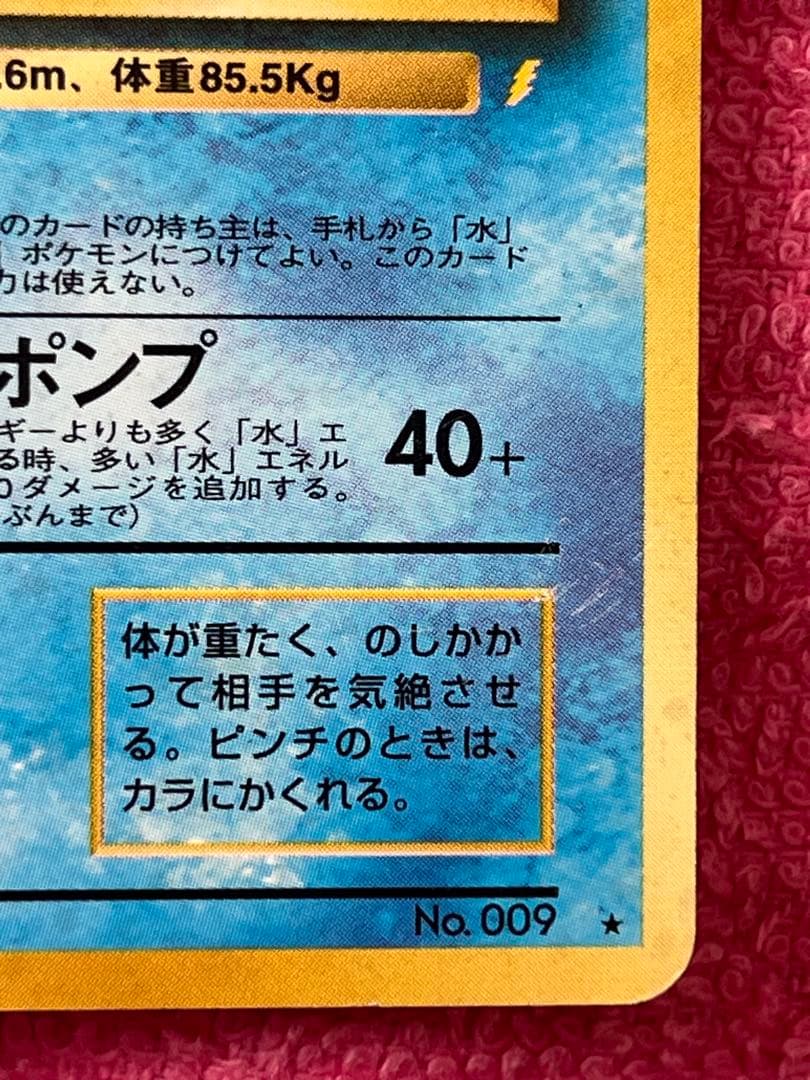 .6m、体重85.5Kg
のカードの持ち主は、手札から「水」
ポケモンにつけてよい。このカード
力は使えない。
ポンプ
ギーよりも多く「水」エ
る時、多い「水」エネル
0ダメージを追加する。
ぶんまで)
40+
体が重たく、のしかか
って相手を気絶させ
る。ピンチのときは、
カラにかくれる。
No. 009 ★